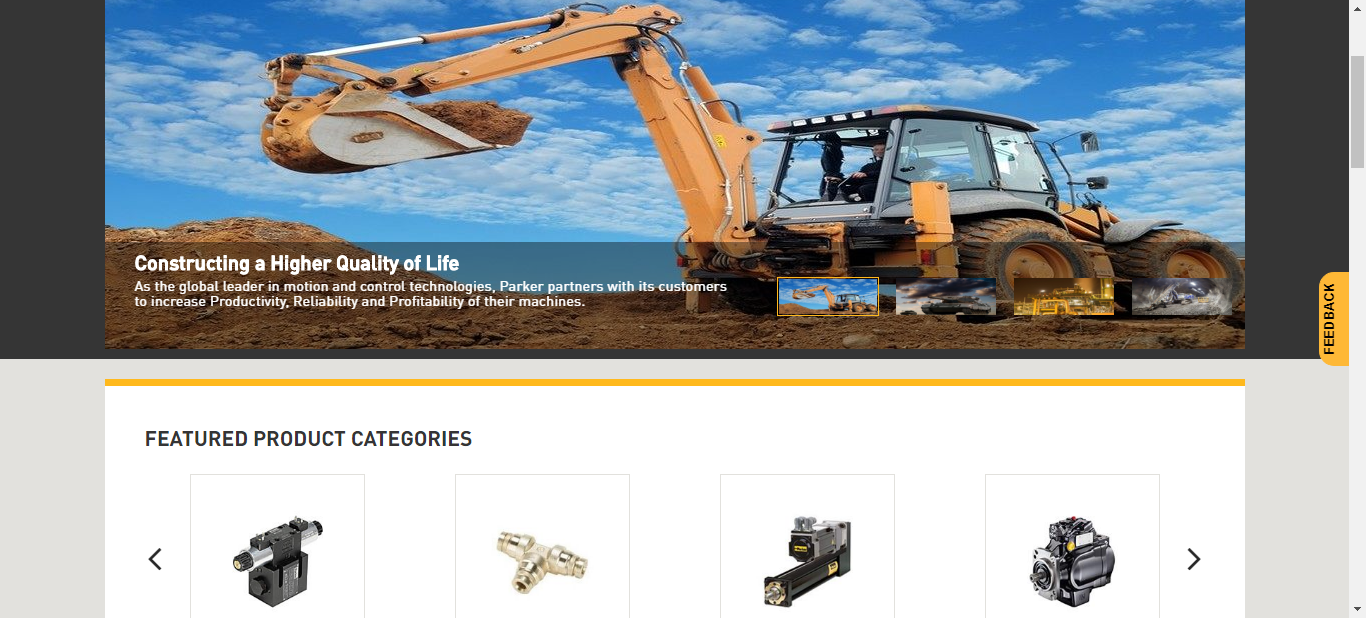 Constructing a Higher Quality of Life
As the global leader in motion and control technologies, Parker partners with its customers
to increase Productivity, Reliability and Profitability of their machines.
FEEDBACK
FEATURED PRODUCT CATEGORIES